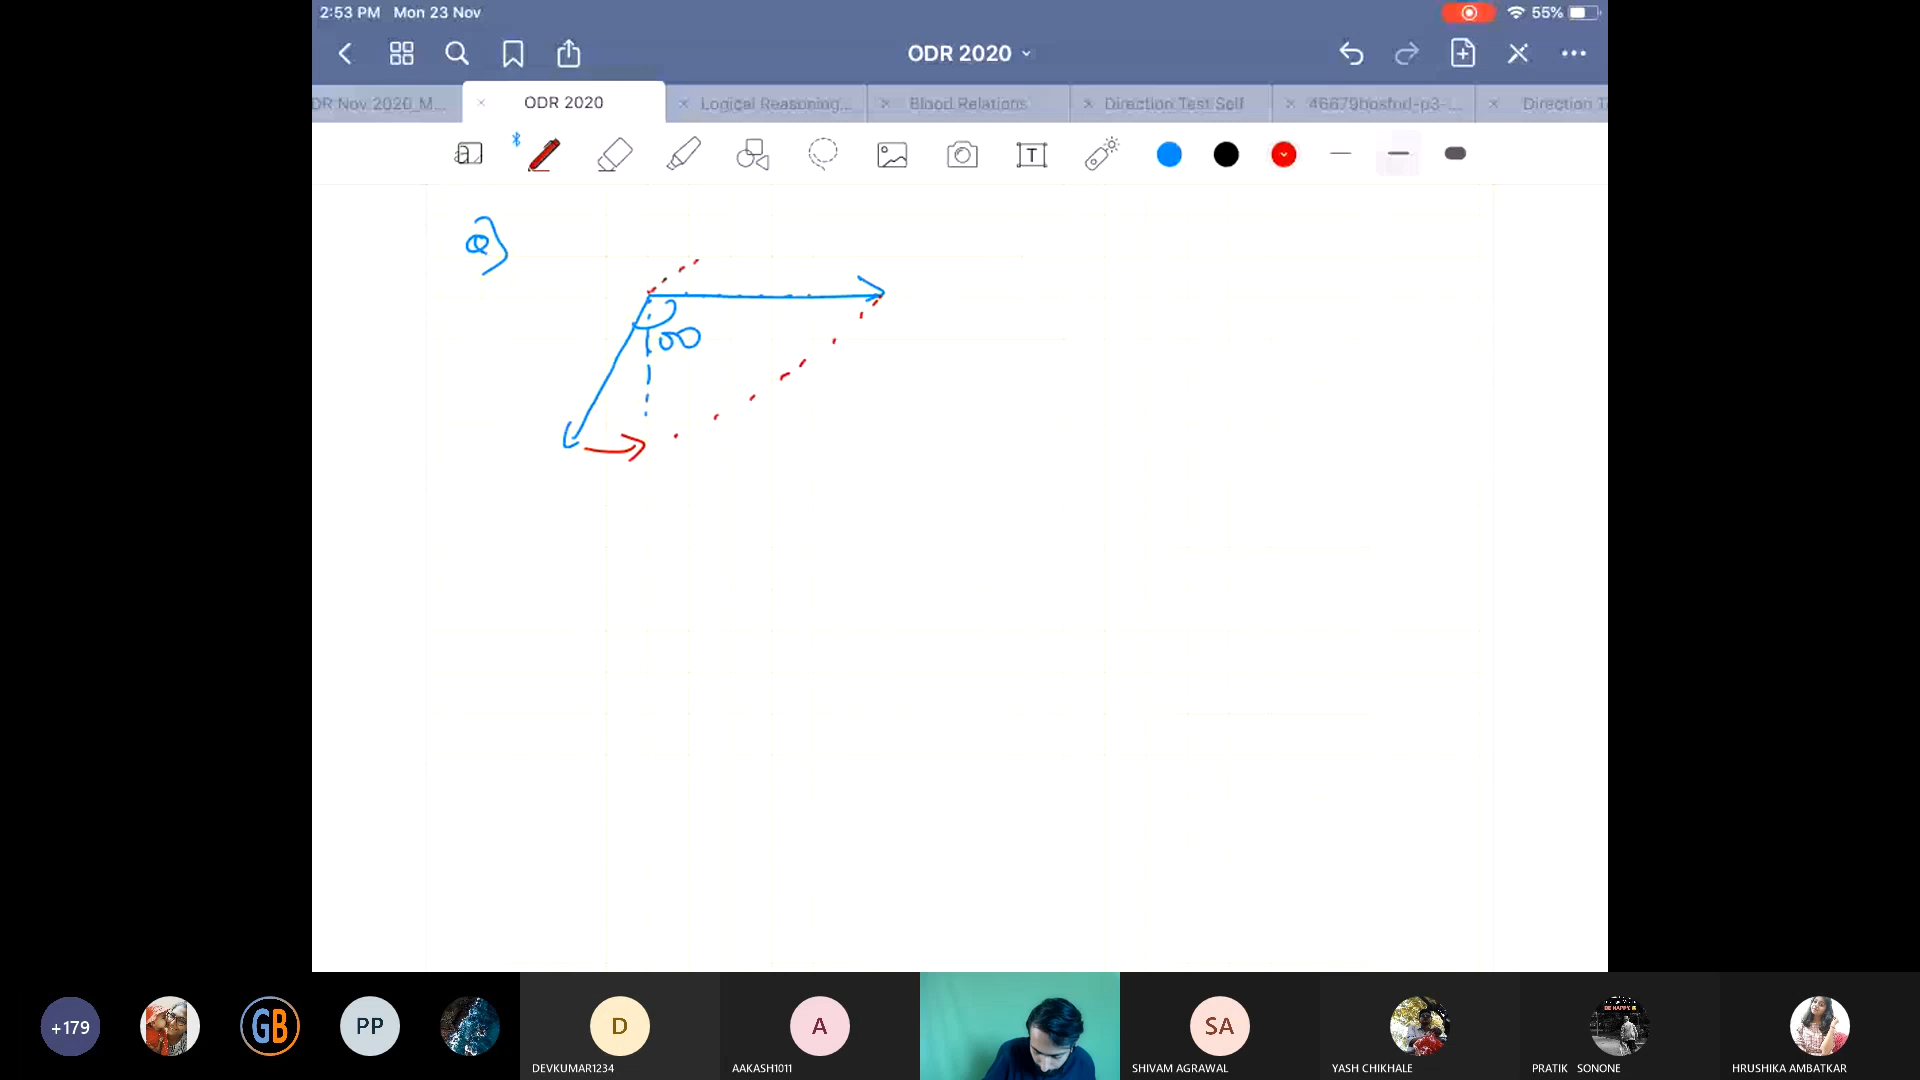 2:53 PM Mon 23 Nov
55%
ODR 2020
DR Nov 2020_M...
ODR 2020
Logical Reasoning...
Blood Relations
Direction Test Self
46679bosfnd-p3-...
Direction T
a
T
Q)
100
+179
GB
PP
D
DEVKUMAR1234
A
AAKASH1011
SA
SHIVAM AGRAWAL
YASH CHIKHALE
BE HAPPY
PRATIK SONONE
HRUSHIKA AMBATKAR